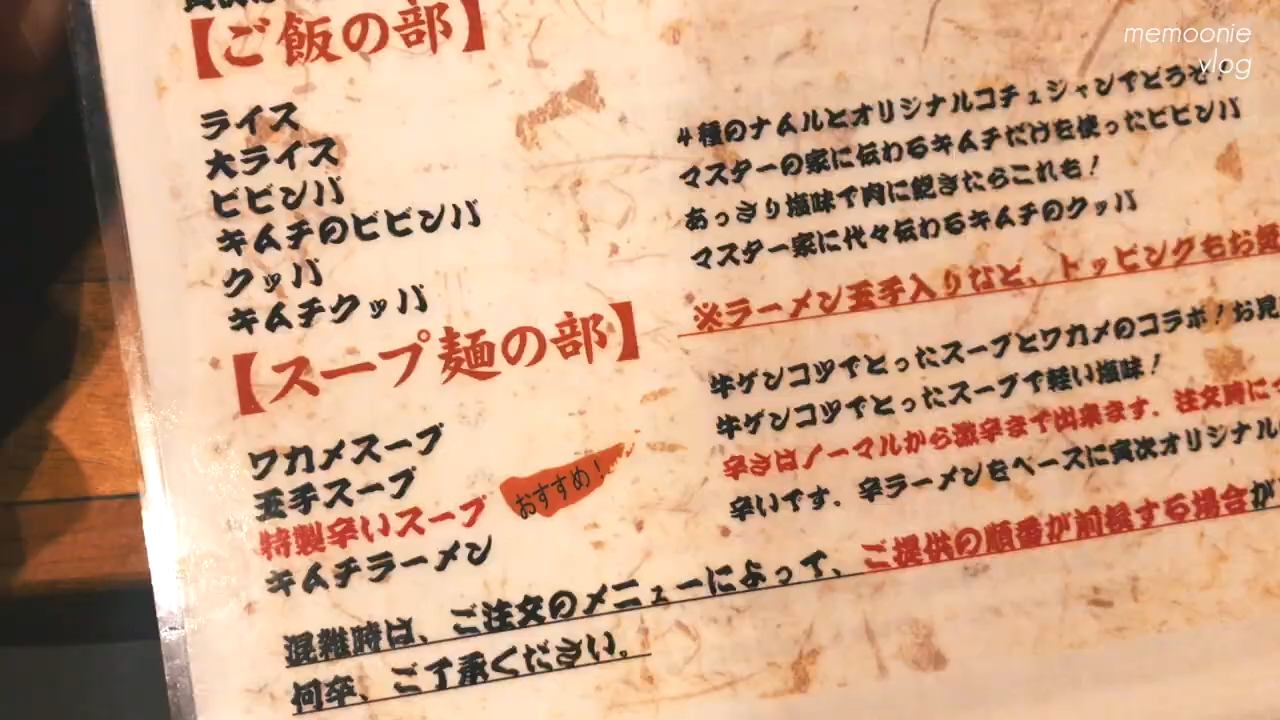 memoonie
vlog
【ご飯の部】
ライス
大ライス
ビビンバ 4種のナムルとオリジナルコチュジャンでどうぞ!
キムチのビビンバ マスターの家に伝わるキムチだけを使ったビビンバ
クッパ あっさり塩味で肉に飽きたらこれも!
キムチクッパ マスター家に代々伝わるキムチのクッパ
※ラーメン玉子入りなど、トッピングもお
【スープ麺の部】
ワカメスープ 牛ゲンコツでとったスープとワカメのコラボ!お見
玉子スープ 牛ゲンコツでとったスープで軽い塩味!
特製辛いスープ おすすめ! 辛さはノーマルから激辛まで出来ます。注文時に
キムチラーメン 辛いです。辛ラーメンをベースに寅次オリジナル
混雑時は、ご注文のメニューによって、ご提供の順番が前後する場合が
何卒、ご了承ください。